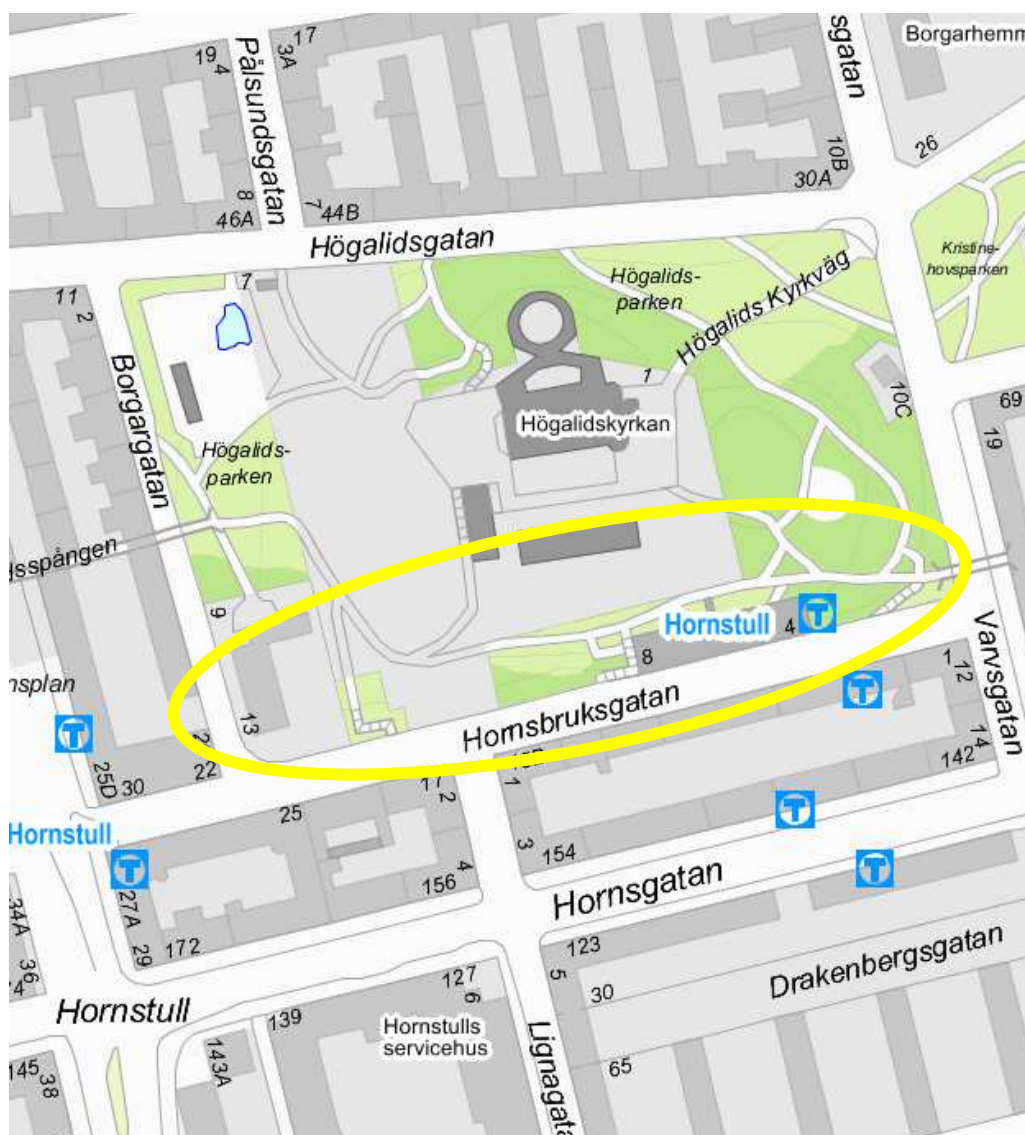 19
4
Pålsundsgatan
3A
17
sgatan
Borgarhemm
8
46A
7
44B
10B
30A
26
Högalidsgatan
Kristine-
hovsparken
11
2
7
Högalids-
parken
Högalids Kyrkväg
1
10C
69
19
Borgargatan
Högalidskyrkan
Högalids-
parken
dsspången
9
Hornstull
4
T
8
nsplan
T
13
22
Hornsbruksgatan
T
1
12
Varvsgatan
14
142
25D
30
25
17
2
1
3
154
T
Hornstull
T
27A
29
172
156
4
Hornsgatan
T
34A
36
Hornstull
123
5
30
Drakenbergsgatan
127
6
139
Hornstulls
servicehus
143A
145
38
Lignagata
65